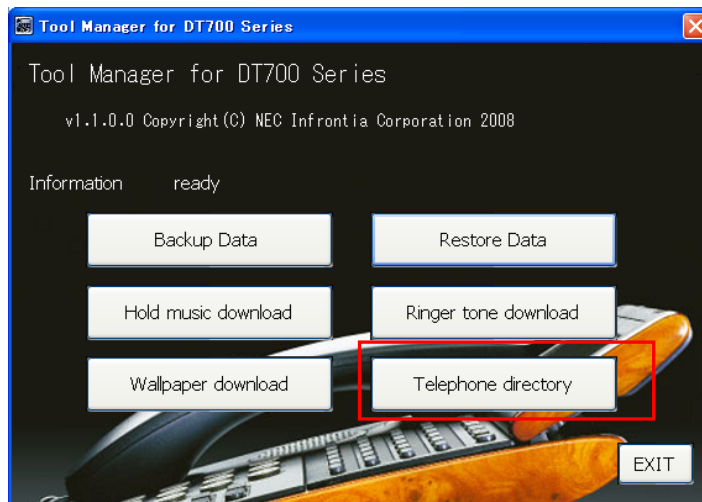 Tool Manager for DT700 Series
Tool Manager for DT700 Series
v1.1.0.0 Copyright(C) NEC Infrontia Corporation 2008
Information ready
Backup Data Restore Data
Hold music download Ringer tone download
Wallpaper download Telephone directory
EXIT